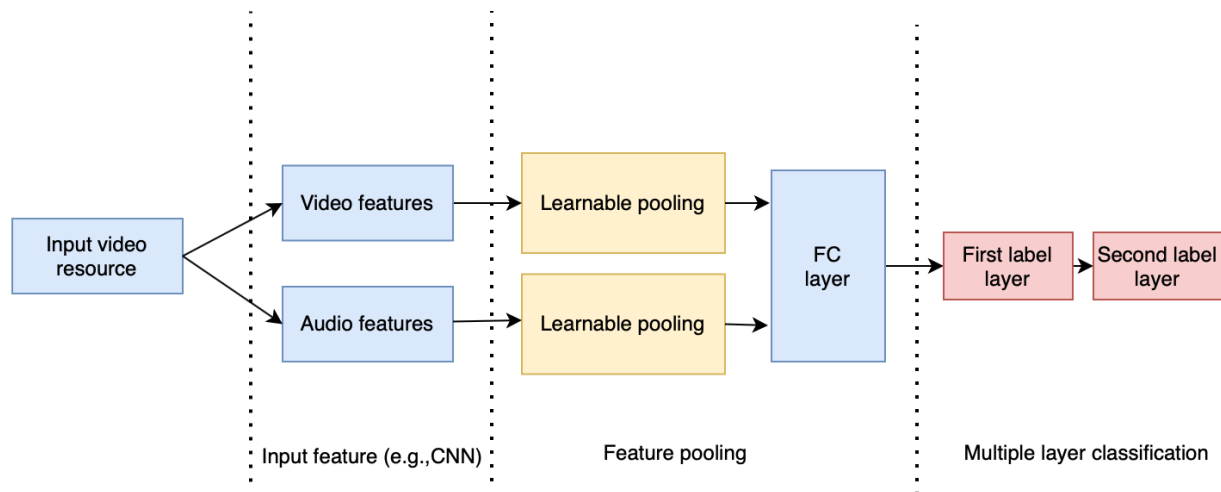 Input video
resource
Video features
Audio features
Learnable pooling
Learnable pooling
FC
layer
First label
layer
Second label
layer
Input feature (e.g.,CNN)
Feature pooling
Multiple layer classification